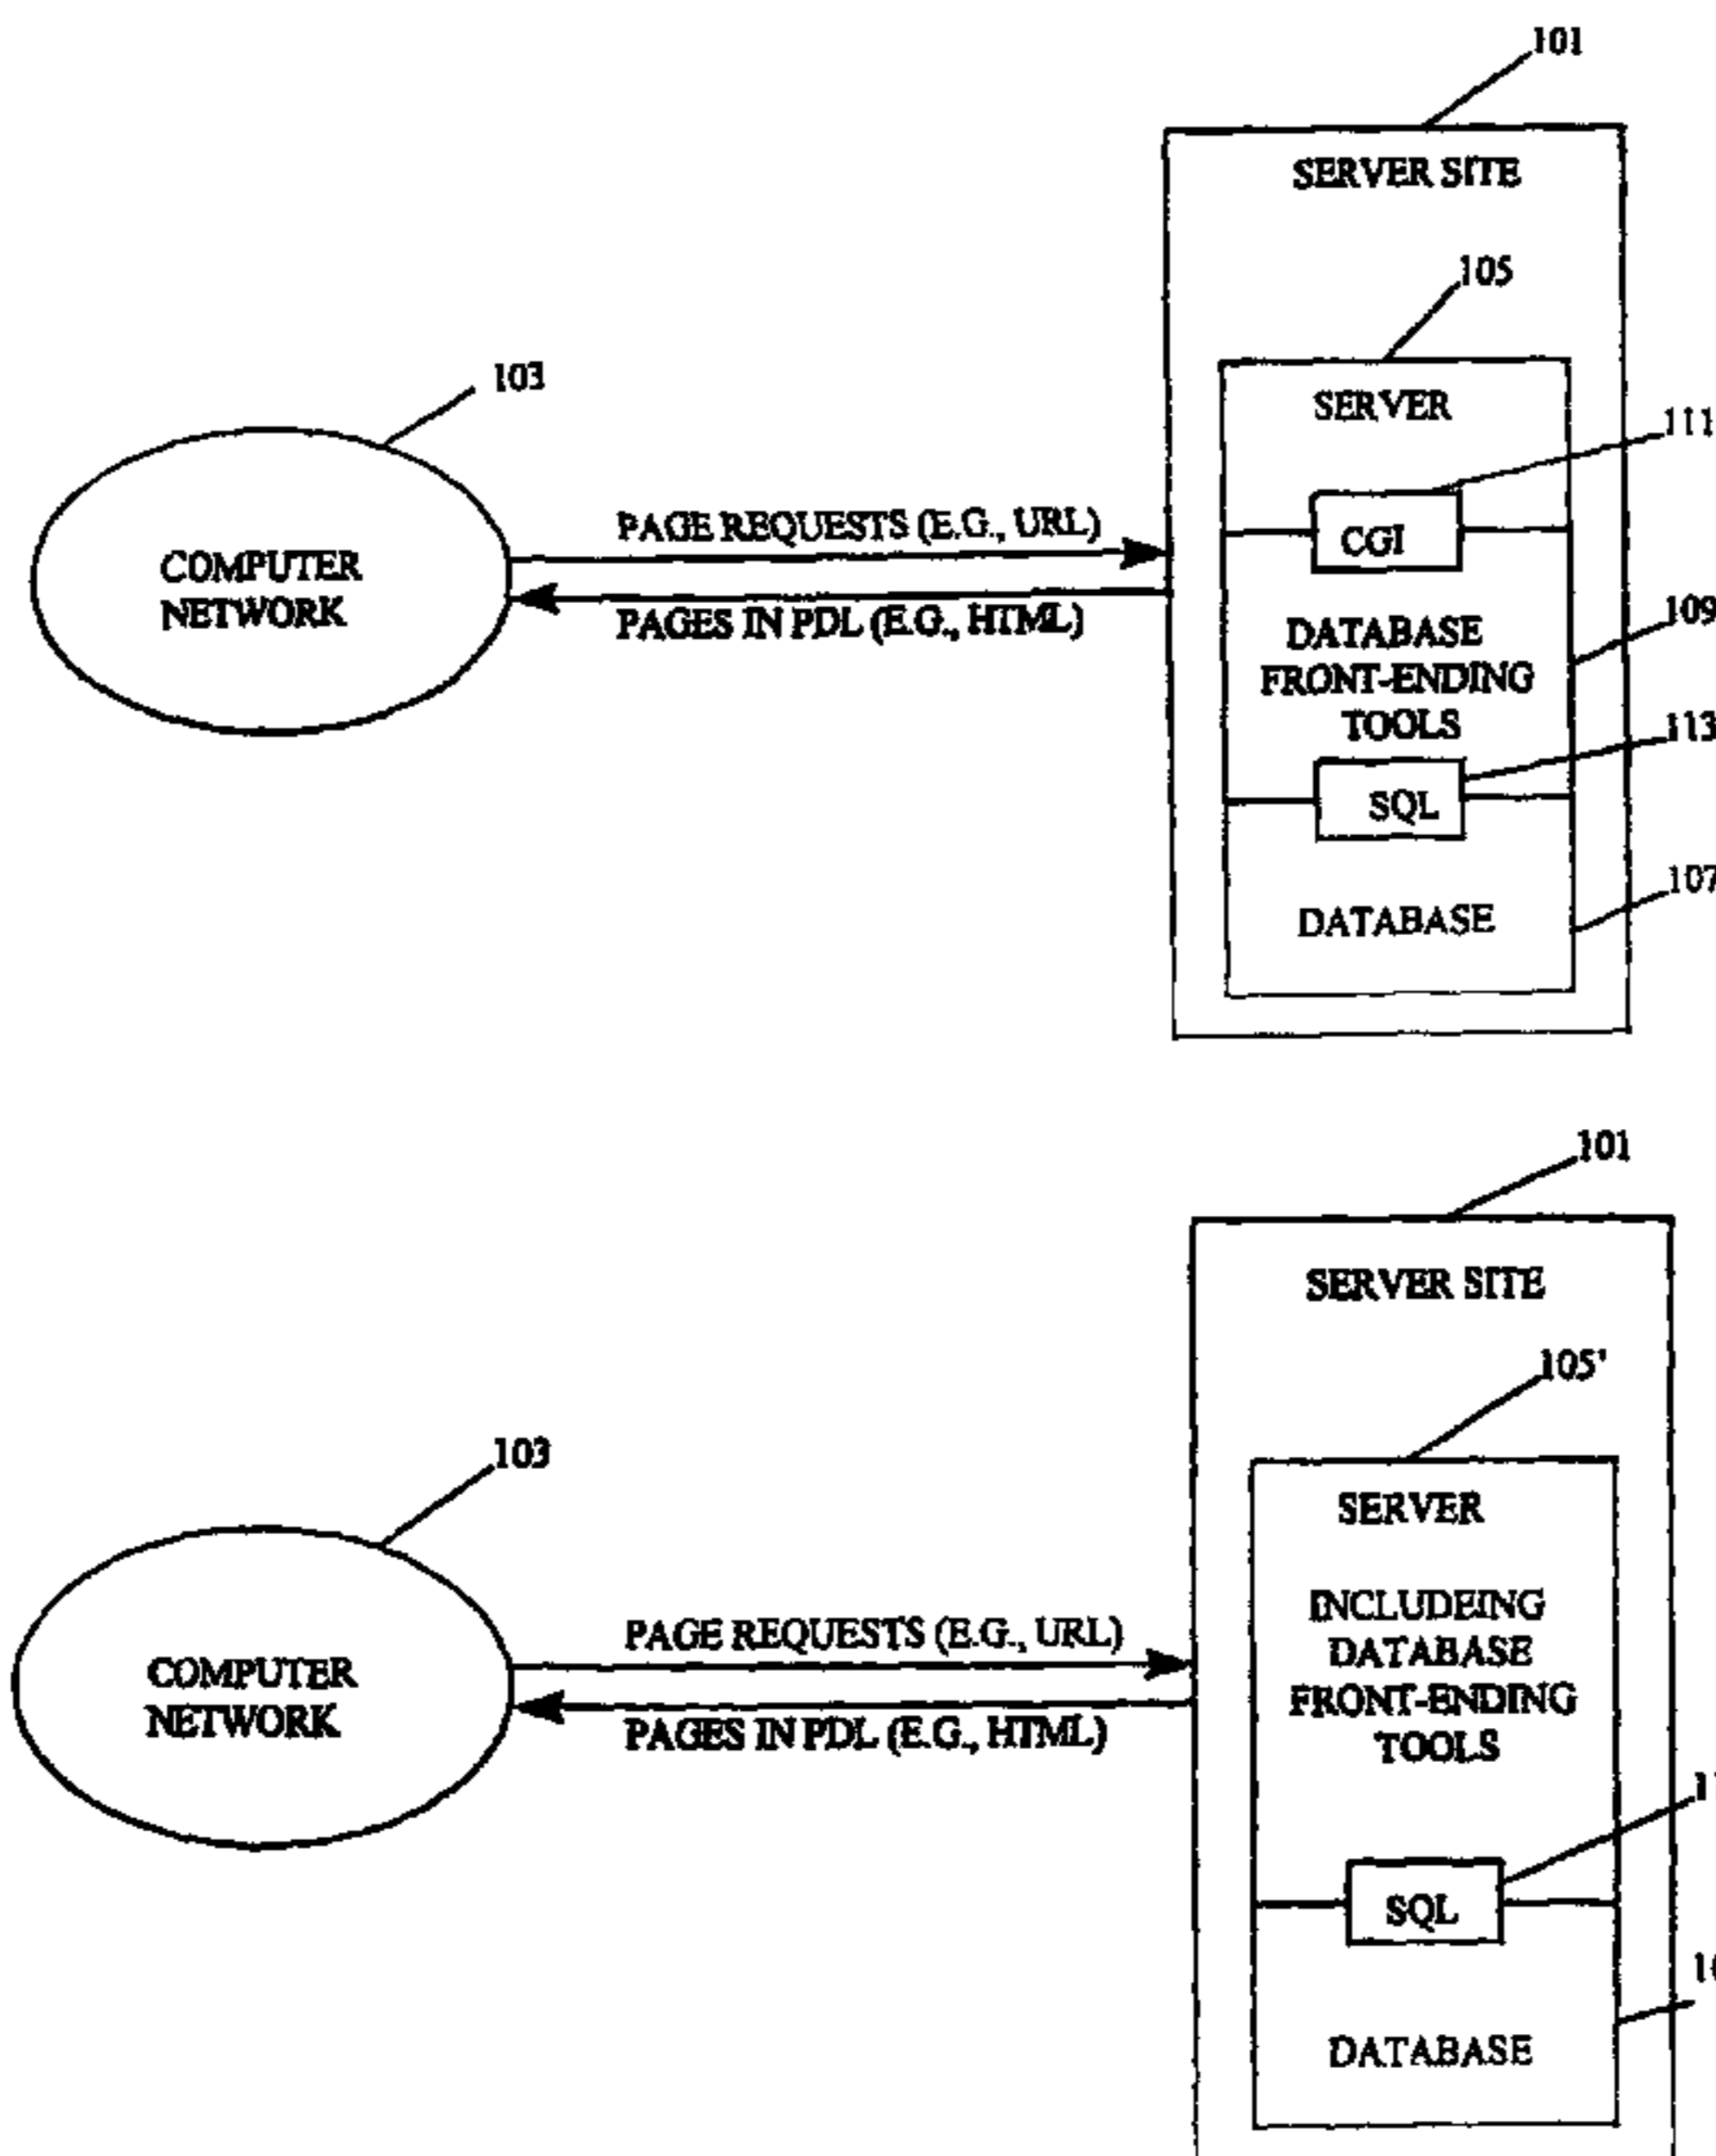 101
SERVER SITE
105
SERVER
103
111
CGI
PAGE REQUESTS (E.G., URL)
COMPUTER
NETWORK
PAGES IN PDL (E.G., HTML)
109
DATABASE
FRONT-ENDING
TOOLS
113
SQL
107
DATABASE
101
SERVER SITE
105'
103
SERVER
INCLUDEING
DATABASE
FRONT-ENDING
TOOLS
PAGE REQUESTS (E.G., URL)
COMPUTER
NETWORK
PAGES IN PDL (E.G., HTML)
SQL
DATABASE